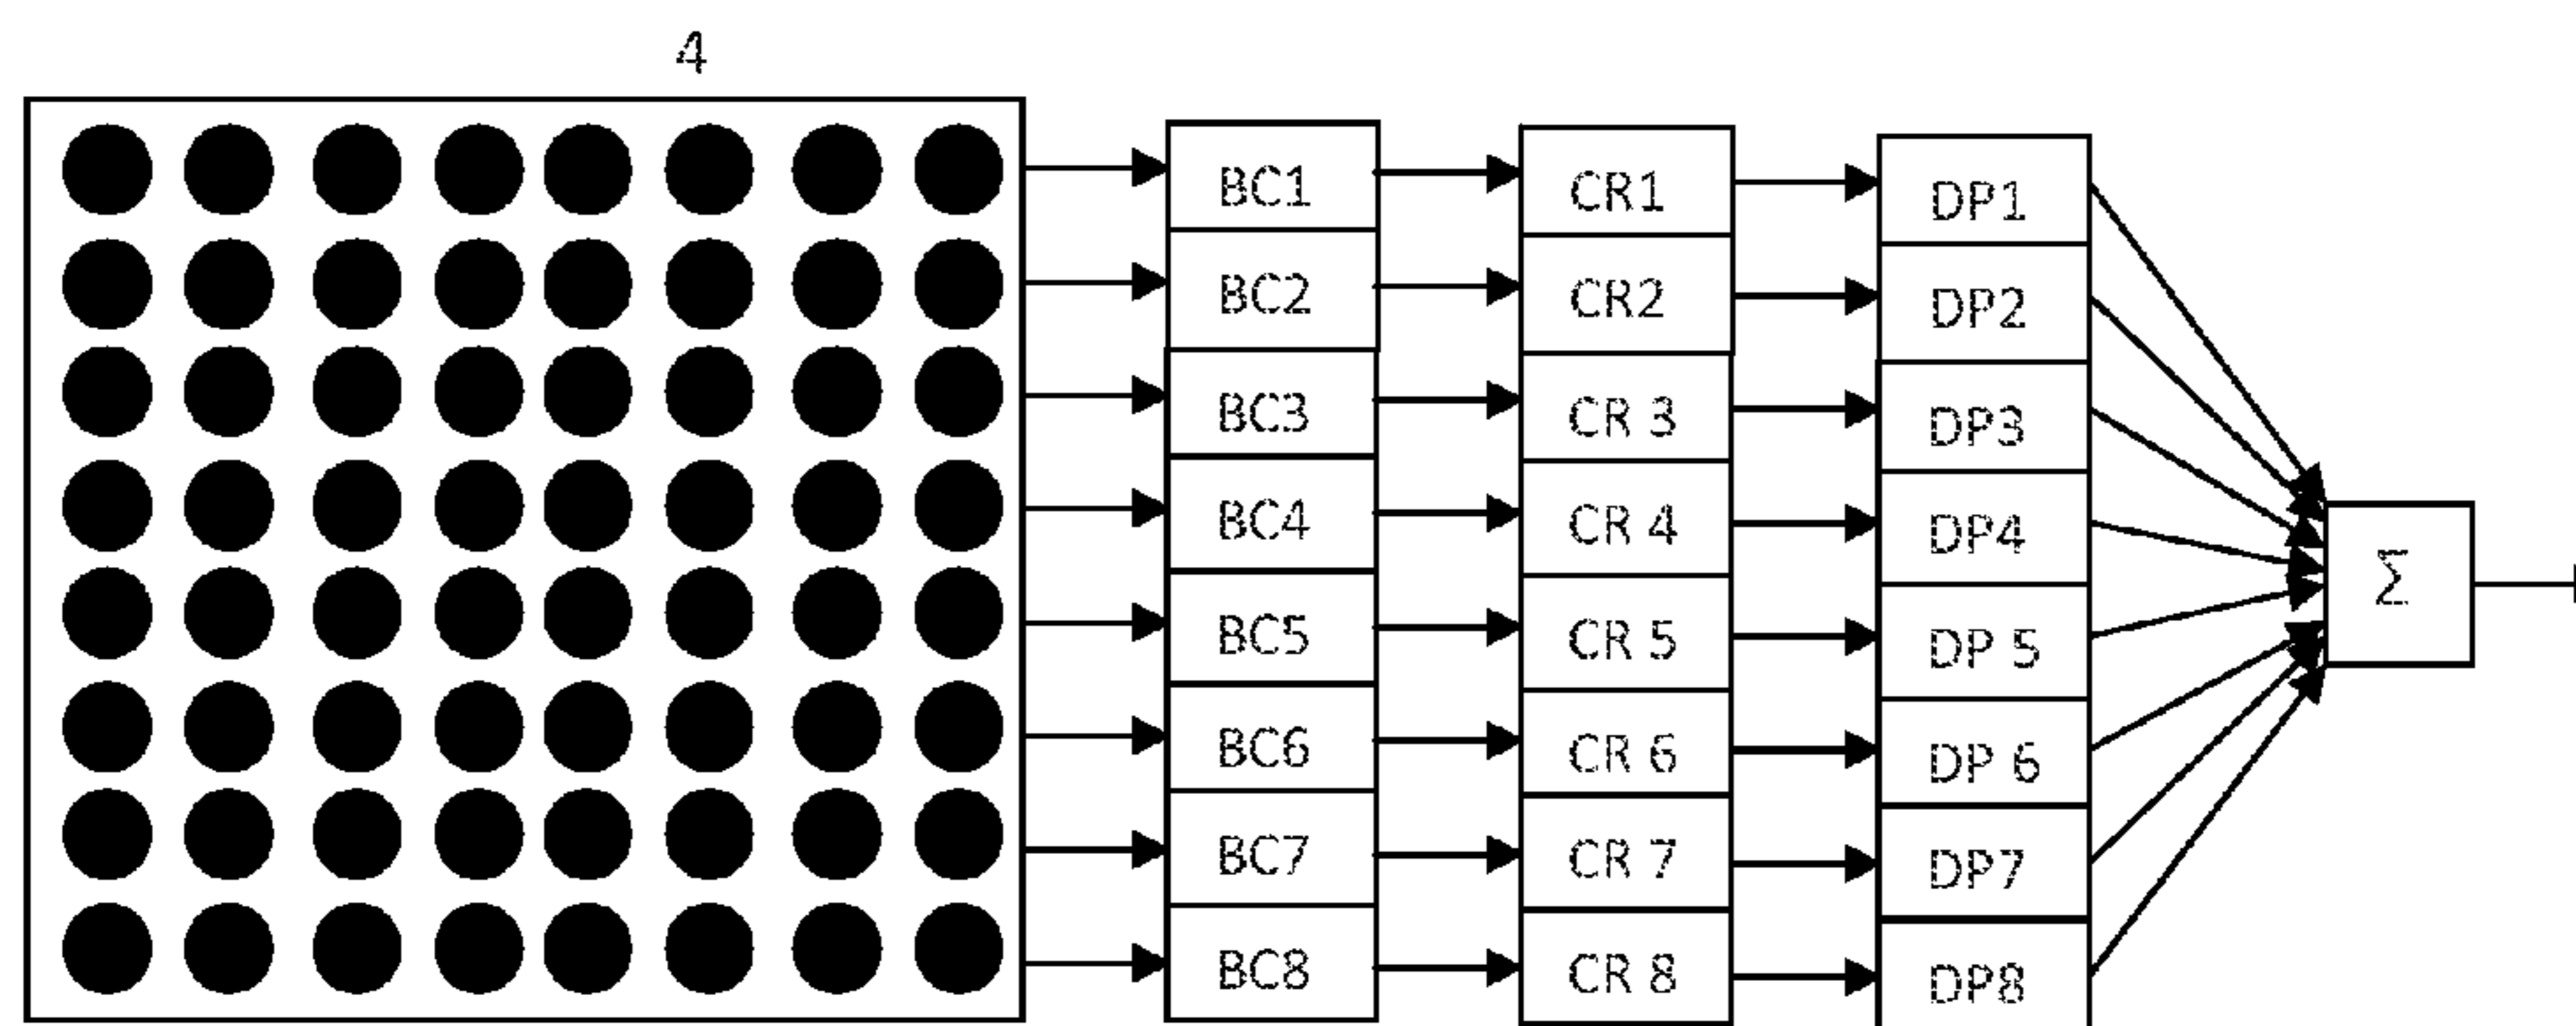 4
BC1 CR1 DP1
BC2 CR2 DP2
BC3 CR 3 DP3
BC4 CR 4 DP4
Σ
BC5 CR 5 DP 5
BC6 CR 6 DP 6
BC7 CR 7 DP7
BC8 CR 8 DP8